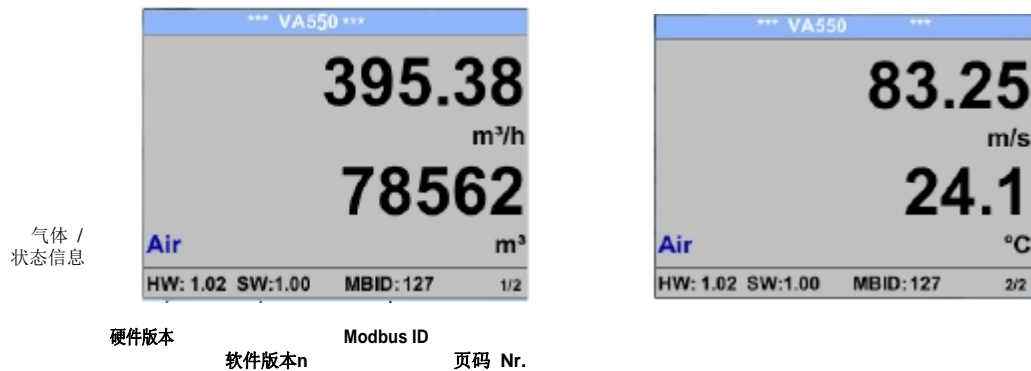 *** VA550 ***
395.38
m³/h
78562
Air m³
HW: 1.02 SW:1.00 MBID:127 1/2
*** VA550 ***
83.25
m/s
24.1
Air °C
HW: 1.02 SW:1.00 MBID:127 2/2
气体 /
状态信息
硬件版本 Modbus ID
软件版本n 页码 Nr.